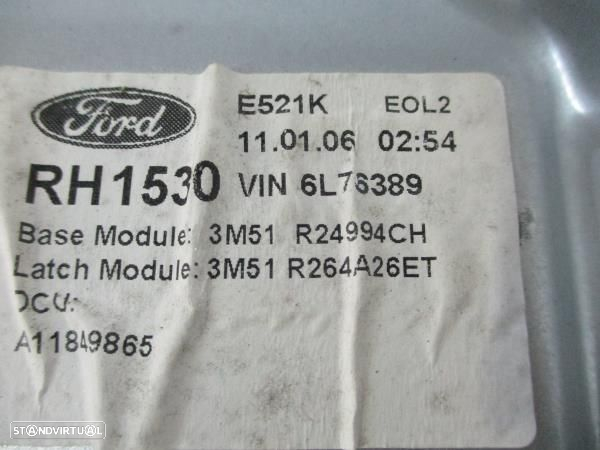 Ford
E521K EOL2
11.01.06 02:54
RH1530 VIN 6L76389
Base Module: 3M51 R24994CH
Latch Module: 3M51 R264A26ET
DCU:
A11849865
STANDVIRTUAL